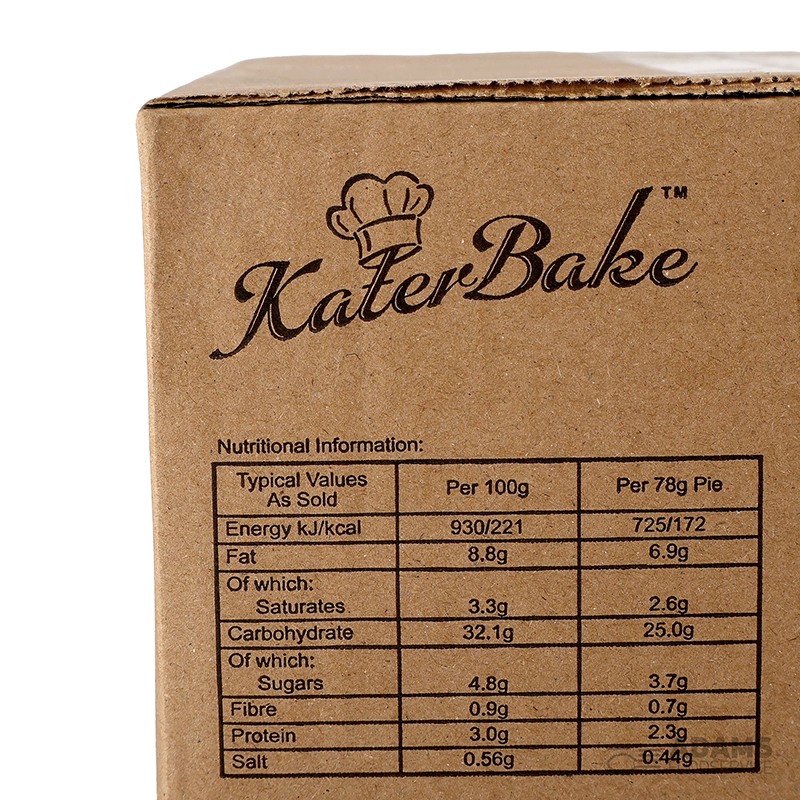 KaterBake™
Nutritional Information:
Typical Values As Sold Per 100g Per 78g Pie
Energy kJ/kcal 930/221 725/172
Fat 8.8g 6.9g
Of which:
Saturates 3.3g 2.6g
Carbohydrate 32.1g 25.0g
Of which:
Sugars 4.8g 3.7g
Fibre 0.9g 0.7g
Protein 3.0g 2.3g
Salt 0.56g 0.44g